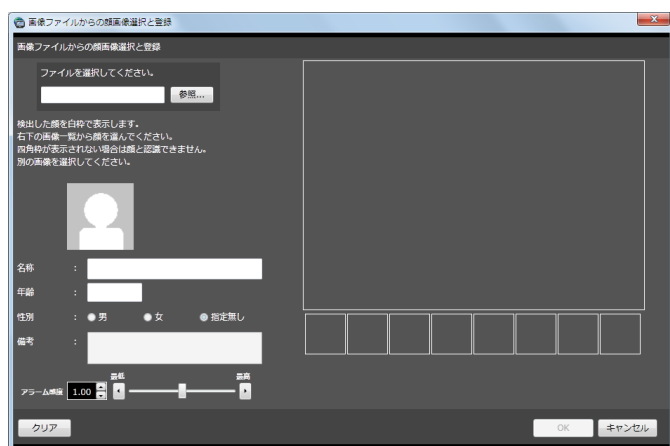 画像ファイルからの顔画像選択と登録
画像ファイルからの顔画像選択と登録
ファイルを選択してください。
参照...
検出した顔を白枠で表示します。
右下の画像一覧から顔を選んでください。
四角枠が表示されない場合は顔と認識できません。
別の画像を選択してください。
名称 :
年齢 :
性別 : 男 女 指定無し
備考 :
最低 最高
アラーム感度 1.00
クリア OK キャンセル